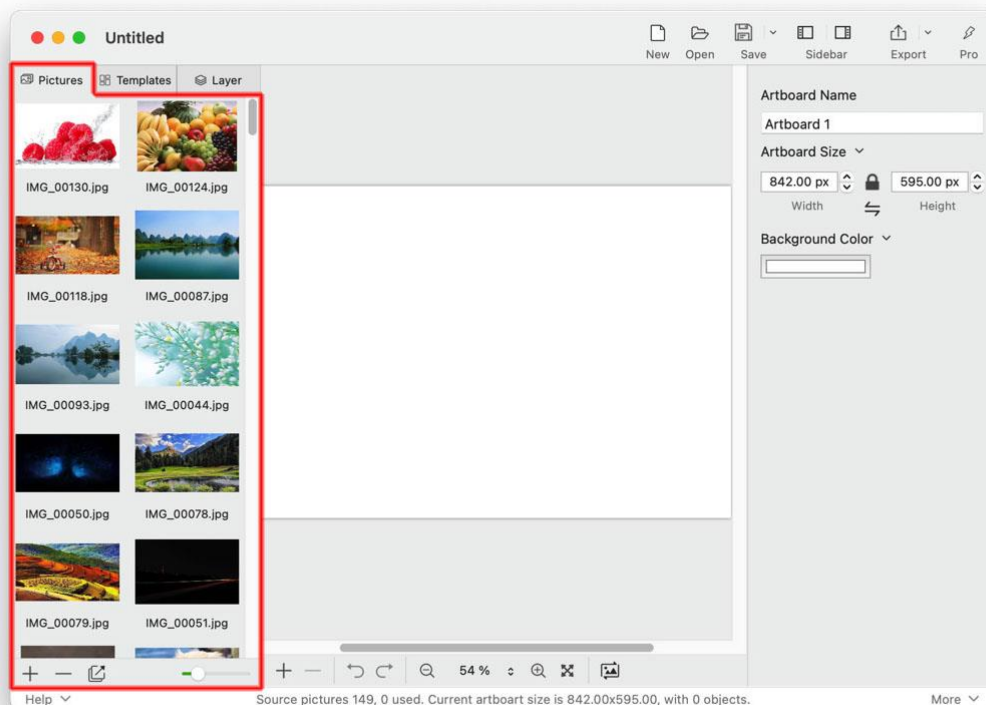 Untitled
New Open Save Sidebar Export Pro
Pictures Templates Layer
Artboard Name
Artboard 1
Artboard Size
842.00 px 595.00 px
Width Height
Background Color
IMG_00130.jpg IMG_00124.jpg
IMG_00118.jpg IMG_00087.jpg
IMG_00093.jpg IMG_00044.jpg
IMG_00050.jpg IMG_00078.jpg
IMG_00079.jpg IMG_00051.jpg
54 %
Help Source pictures 149, 0 used. Current artboart size is 842.00x595.00, with 0 objects. More